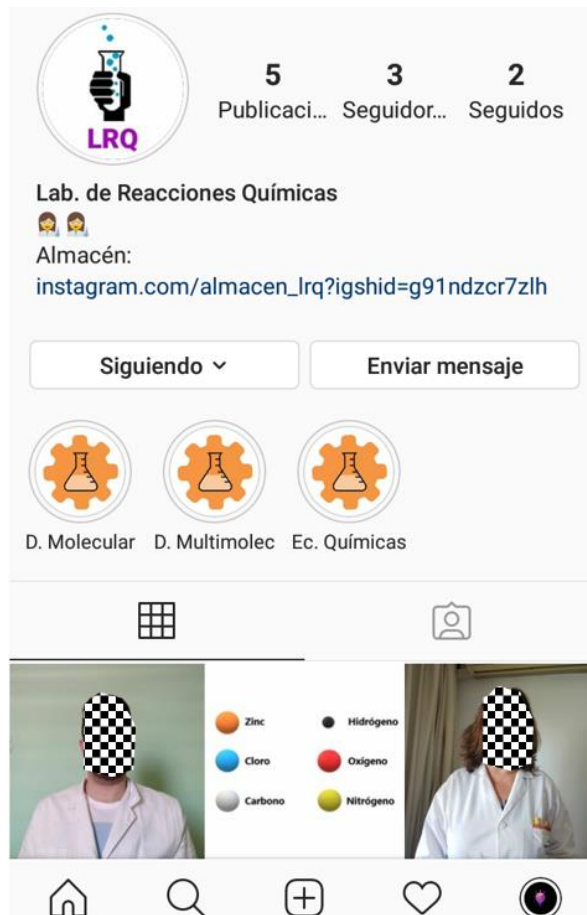 LRQ
5 3 2
Publicaci... Seguidor... Seguidos
Lab. de Reacciones Químicas
Almacén:
instagram.com/almacen_lrq?igshid=g91ndzcr7zlh
Siguiendo Enviar mensaje
D. Molecular D. Multimolec Ec. Químicas
Zinc Hidrógeno
Cloro Oxígeno
Carbono Nitrógeno